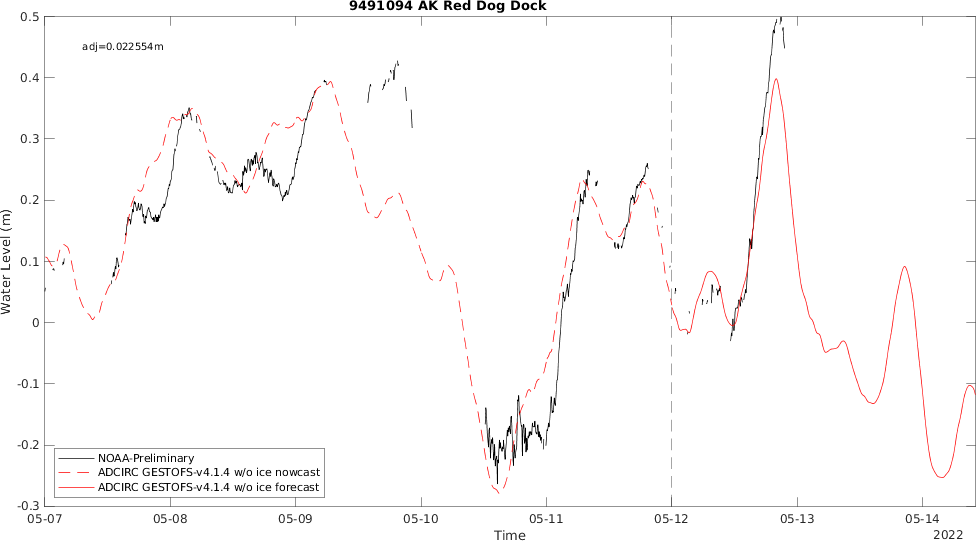 9491094 AK Red Dog Dock
adj=0.022554m
0.5
0.4
0.3
0.2
0.1
0
-0.1
-0.2
-0.3
Water Level (m)
NOAA-Preliminary
ADCIRC GESTOFS-v4.1.4 w/o ice nowcast
ADCIRC GESTOFS-v4.1.4 w/o ice forecast
05-07 05-08 05-09 05-10 05-11 05-12 05-13 05-14
Time
2022